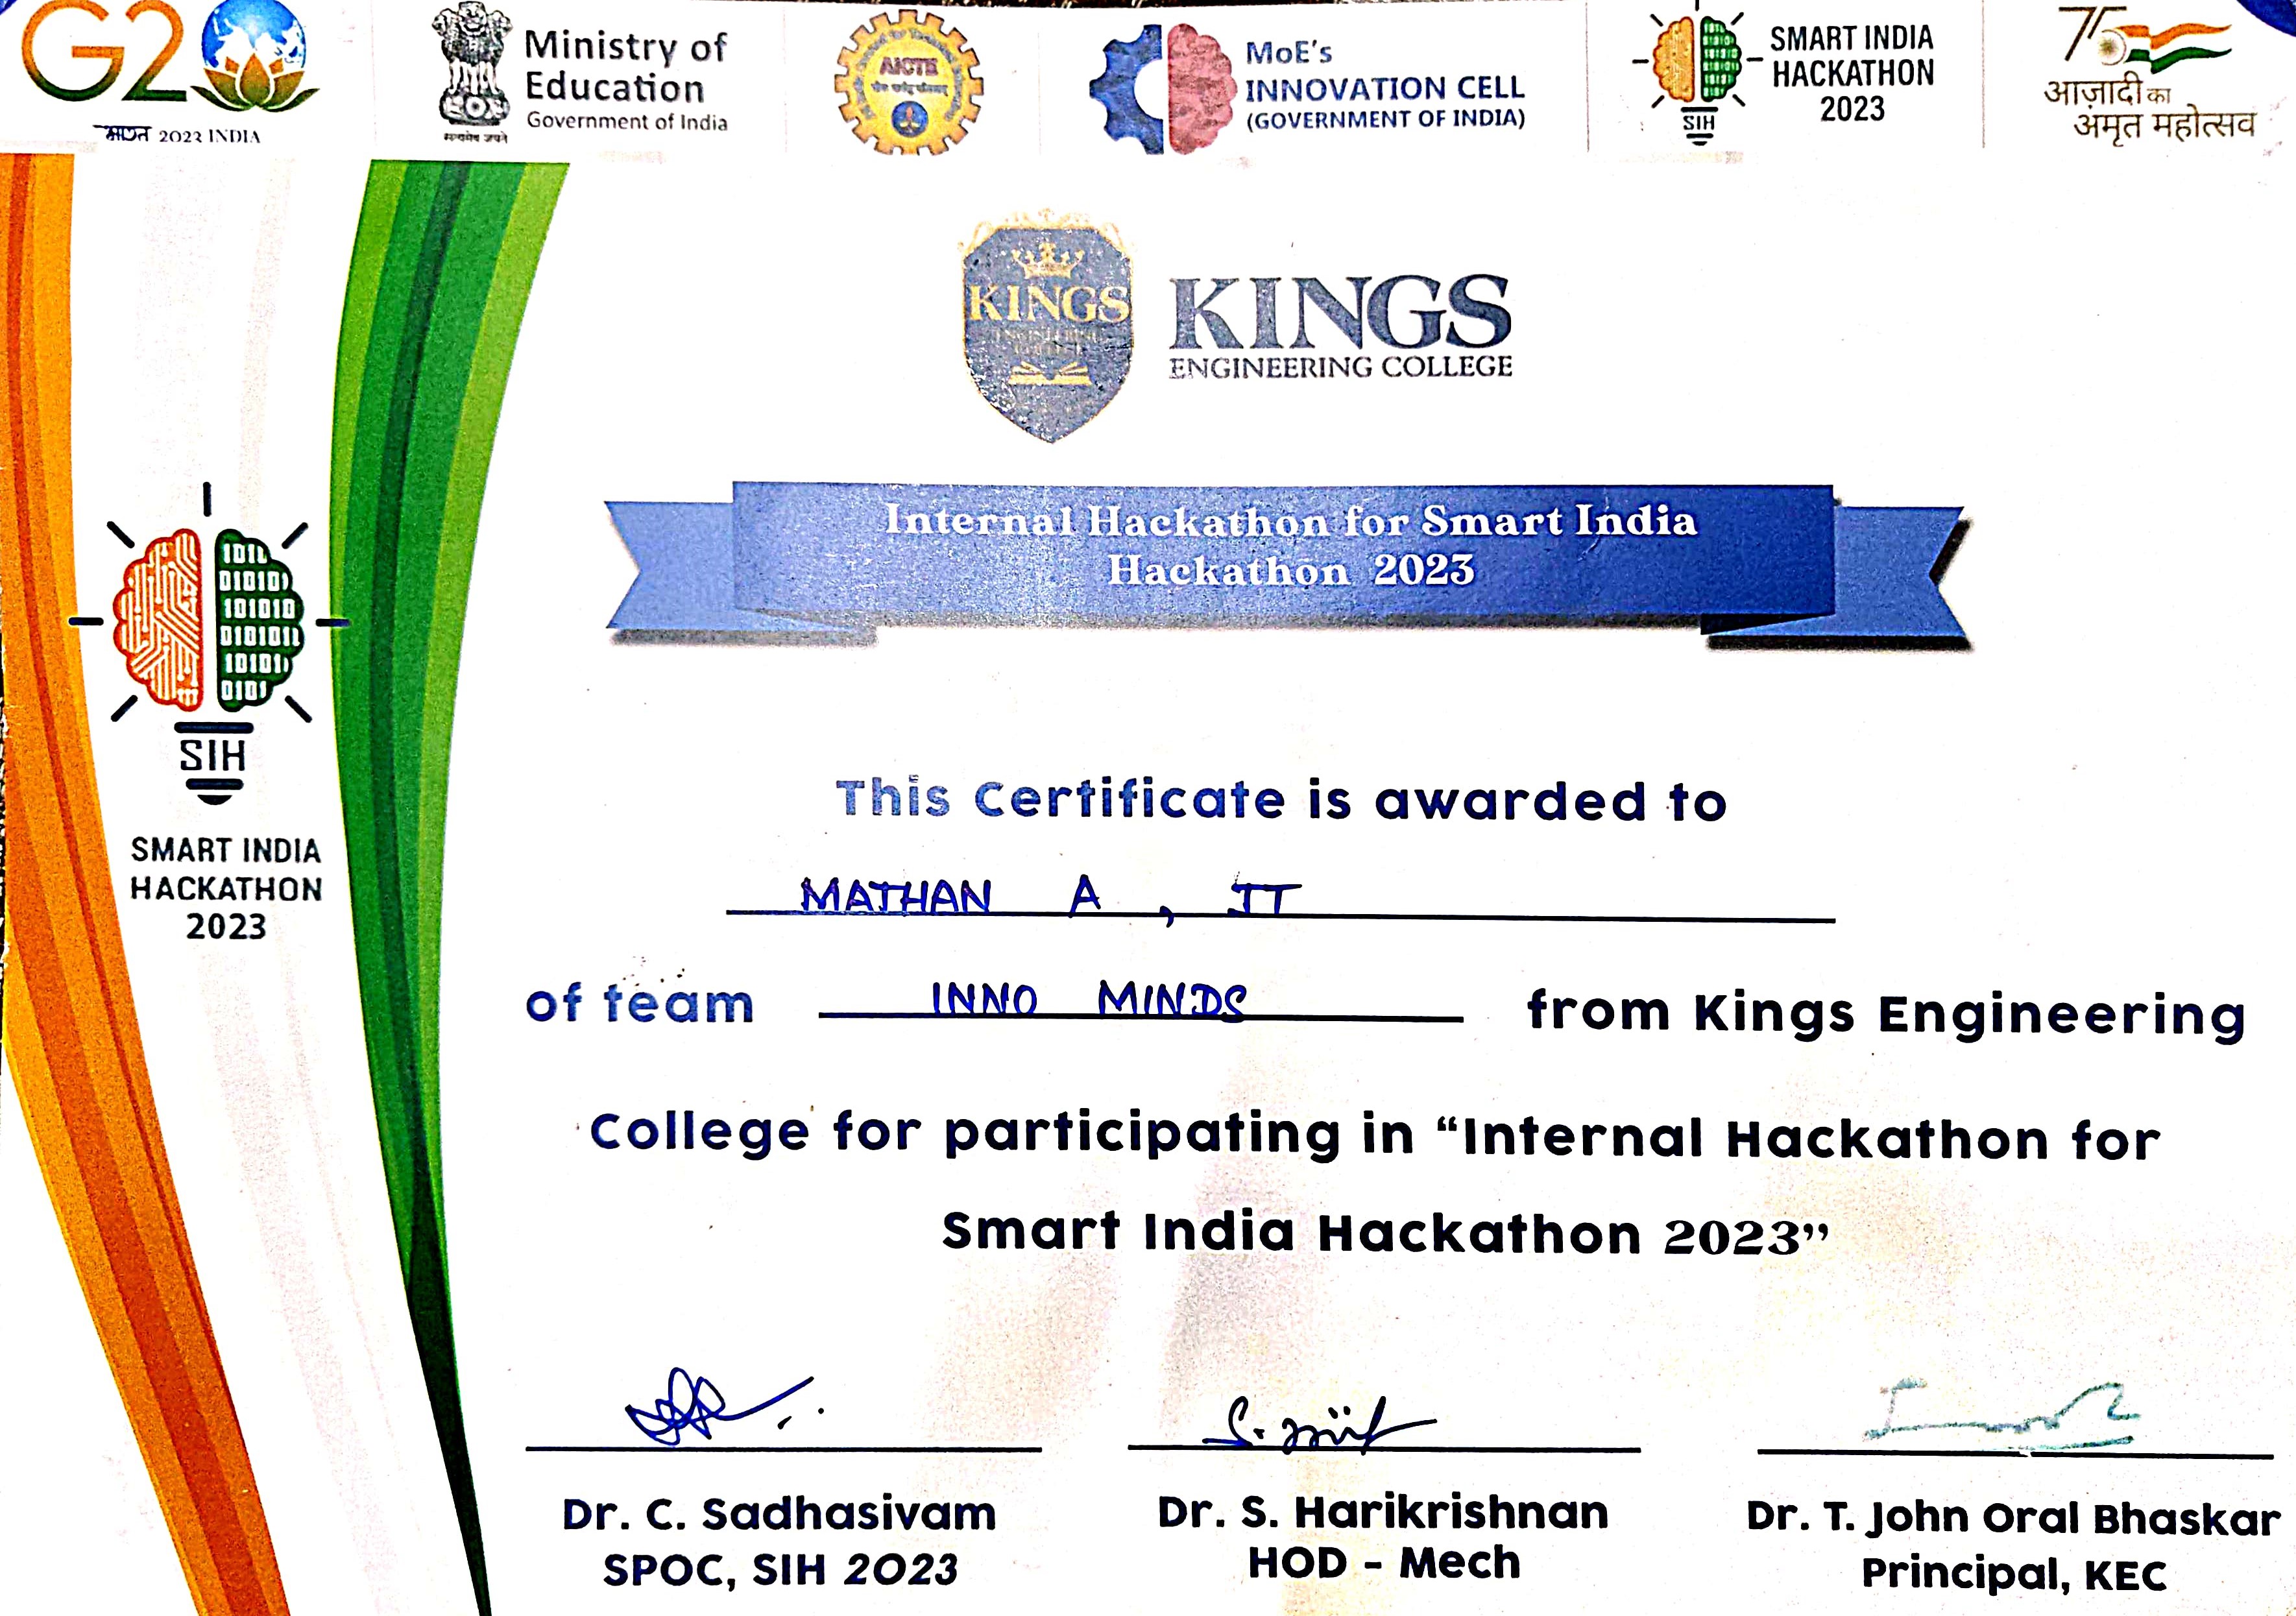 G20
भारत 2023 INDIA
Ministry of
Education
Government of India
सत्यमेव जयते
AICTE
MoE's
INNOVATION CELL
(GOVERNMENT OF INDIA)
SIH
SMART INDIA
HACKATHON
2023
75
आज़ादी का
अमृत महोत्सव
KINGS
KINGS
ENGINEERING COLLEGE
Internal Hackathon for Smart India
Hackathon 2023
SIH
SMART INDIA
HACKATHON
2023
This Certificate is awarded to
MATHAN A , IT
of team INNO MINDS from Kings Engineering
College for participating in “Internal Hackathon for
Smart India Hackathon 2023”
Dr. C. Sadhasivam
SPOC, SIH 2023
Dr. S. Harikrishnan
HOD - Mech
Dr. T. John Oral Bhaskar
Principal, KEC